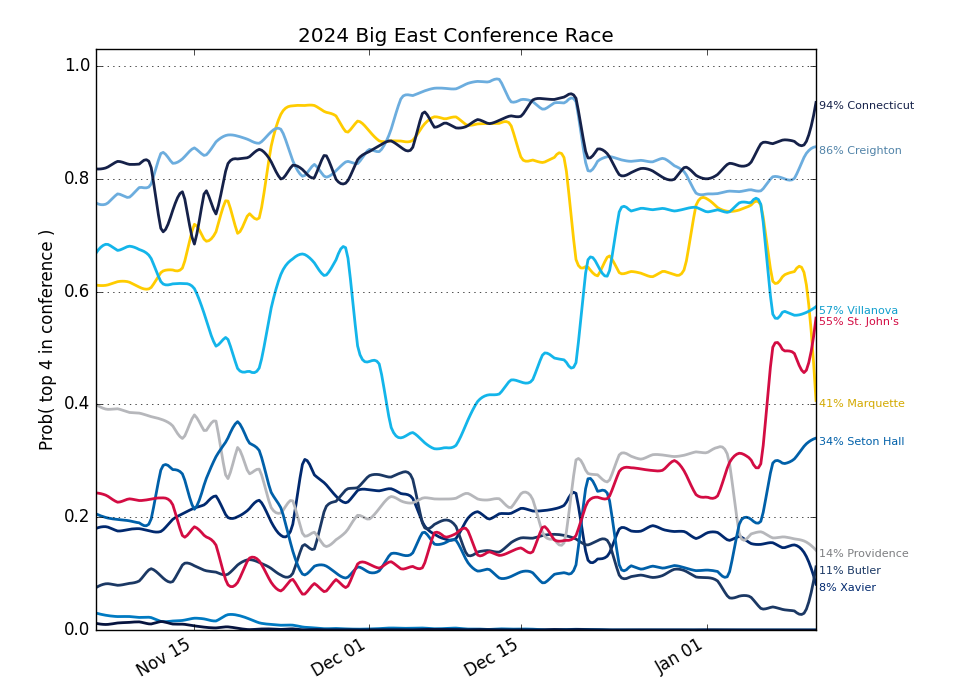 2024 Big East Conference Race
Prob( top 4 in conference )
1.0
0.8
0.6
0.4
0.2
0.0
Nov 15
Dec 01
Dec 15
Jan 01
94% Connecticut
86% Creighton
57% Villanova
55% St. John's
41% Marquette
34% Seton Hall
14% Providence
11% Butler
8% Xavier